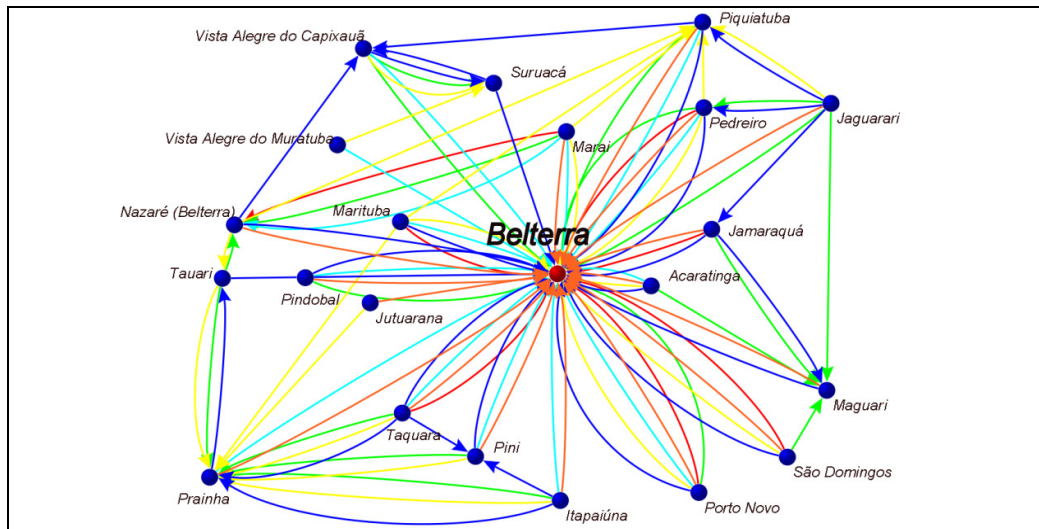 Piquiatuba
Vista Alegre do Capixauã
Suruacá
Jaguarari
Pedreiro
Vista Alegre do Muratuba
Marai
Nazaré (Belterra)
Marituba
Belterra
Jamaraquá
Tauari
Acaratinga
Pindobal
Jutuarana
Maguari
Taquara
Pini
São Domingos
Prainha
Itapaiúna
Porto Novo